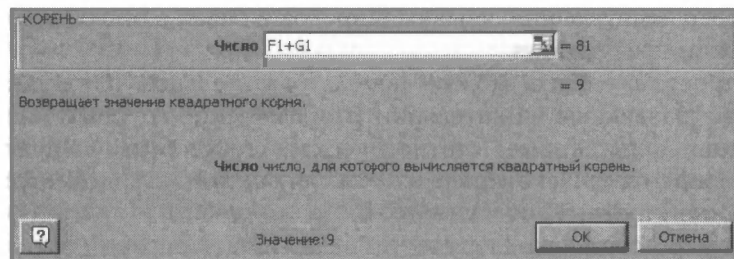 КОРЕНЬ
Число F1+G1 = 81
= 9
Возвращает значение квадратного корня.
Число число, для которого вычисляется квадратный корень.
Значение:9 ОК Отмена